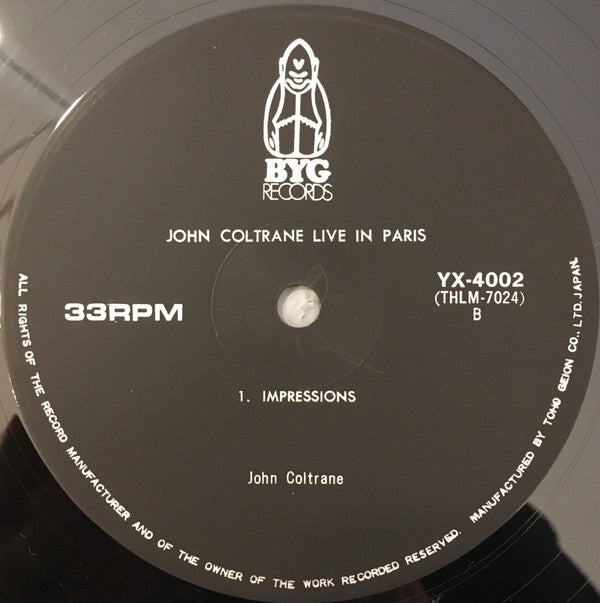 BYG
RECORDS
JOHN COLTRANE LIVE IN PARIS
33RPM
YX-4002
(THLM-7024)
B
1. IMPRESSIONS
John Coltrane
ALL RIGHTS OF THE RECORD MANUFACTURER AND OF THE OWNER OF THE WORK RECORDED RESERVED. MANUFACTURED BY TOHO GEION CO., LTD. JAPAN.